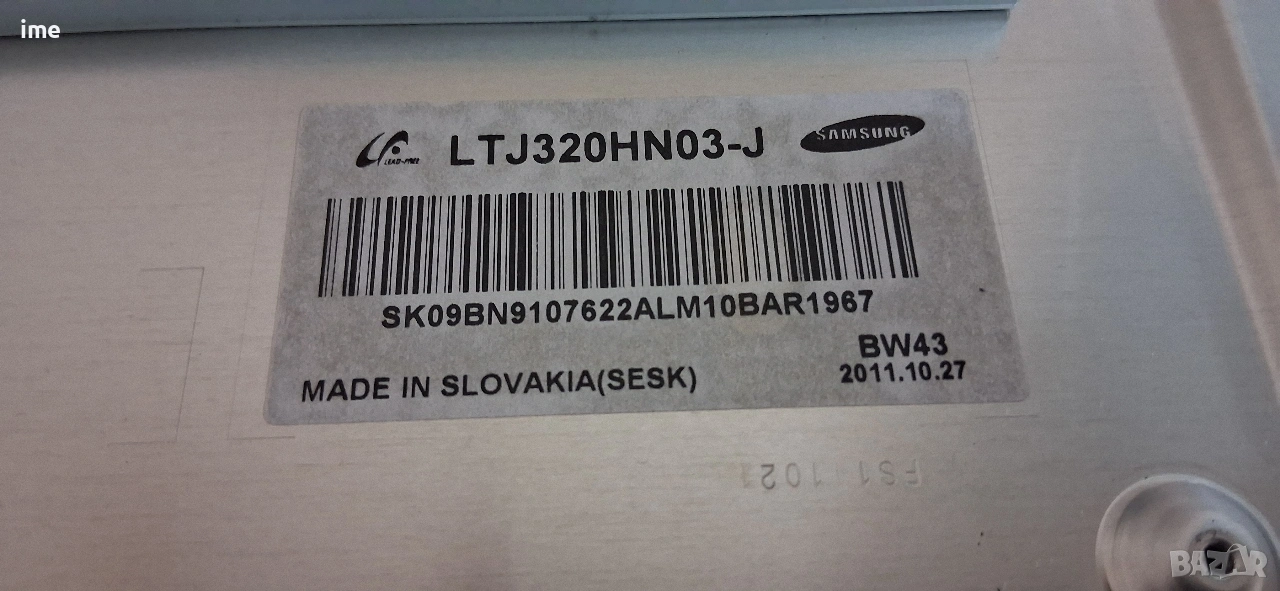 ime
LEAD-FREE LTJ320HN03-J SAMSUNG
SK09BN9107622ALM10BAR1967
BW43
MADE IN SLOVAKIA(SESK) 2011.10.27
BAZAR